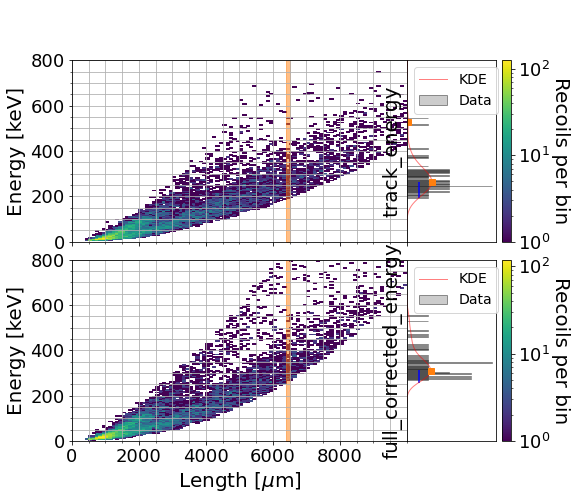 800
600
400
200
0
Energy [keV]
track_energy
KDE
Data
10²
10¹
10⁰
Recoils per bin
800
600
400
200
0
Energy [keV]
full_corrected_energy
KDE
Data
10²
10¹
10⁰
Recoils per bin
0
2000
4000
6000
8000
Length [μm]